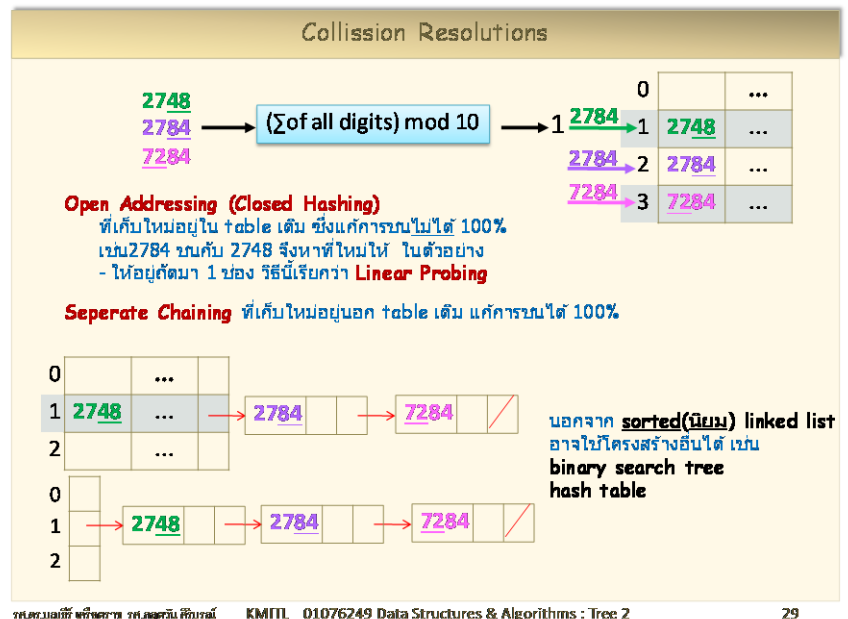 Collission Resolutions
2748
2784
7284
(∑of all digits) mod 10
1
2784
2784
7284
0 ...
1 2748 ...
2 2784 ...
3 7284 ...
Open Addressing (Closed Hashing)
ที่เก็บใหม่อยู่ใน table เดิม ซึ่งแก้การชนไม่ได้ 100%
เช่น2784 ชนกับ 2748 จึงหาที่ใหม่ให้ ในตัวอย่าง
- ให้อยู่ถัดมา 1 ช่อง วิธีนี้เรียกว่า Linear Probing
Seperate Chaining ที่เก็บใหม่อยู่นอก table เดิม แก้การชนได้ 100%
0 ...
1 2748 ... 2784 7284
2 ...
นอกจาก sorted(นิยม) linked list
อาจใช้โครงสร้างอื่นได้ เช่น
binary search tree
hash table
0
1 2748 2784 7284
2
KMITL 01076249 Data Structures & Algorithms : Tree 2 29